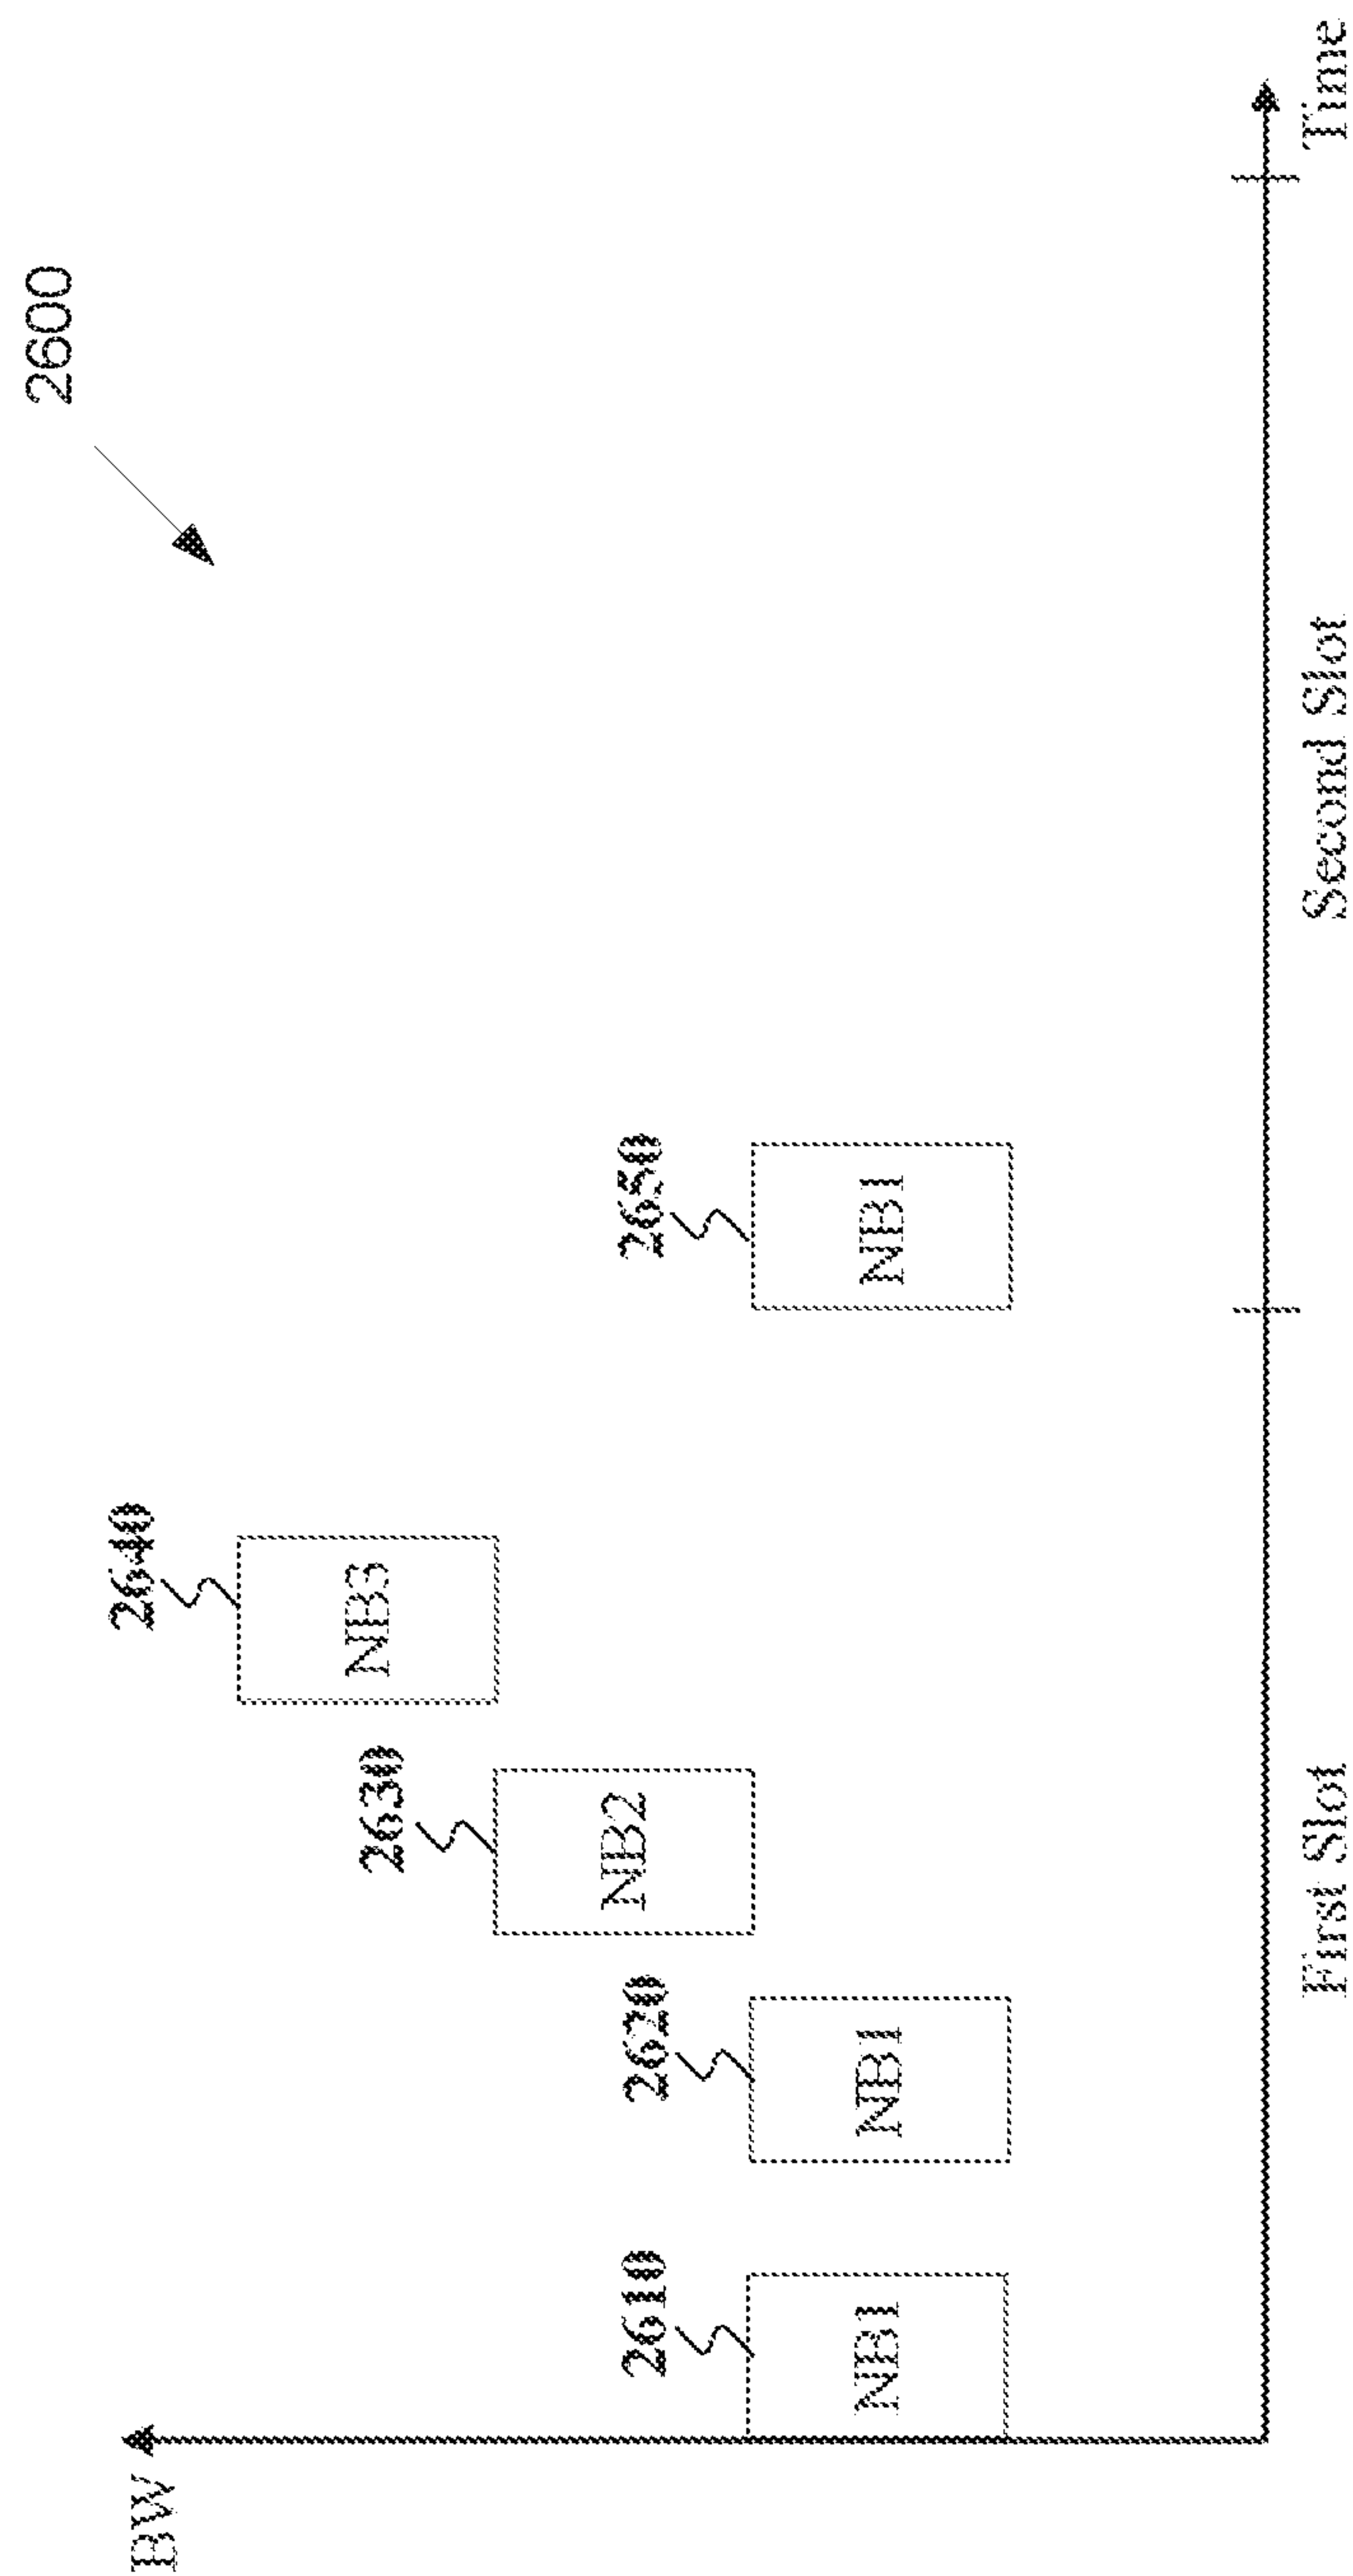 2600
BW
2640
NB3
2630
NB2
2610
2620
2650
NB1
NB1
NB1
First Slot
Second Slot
Time